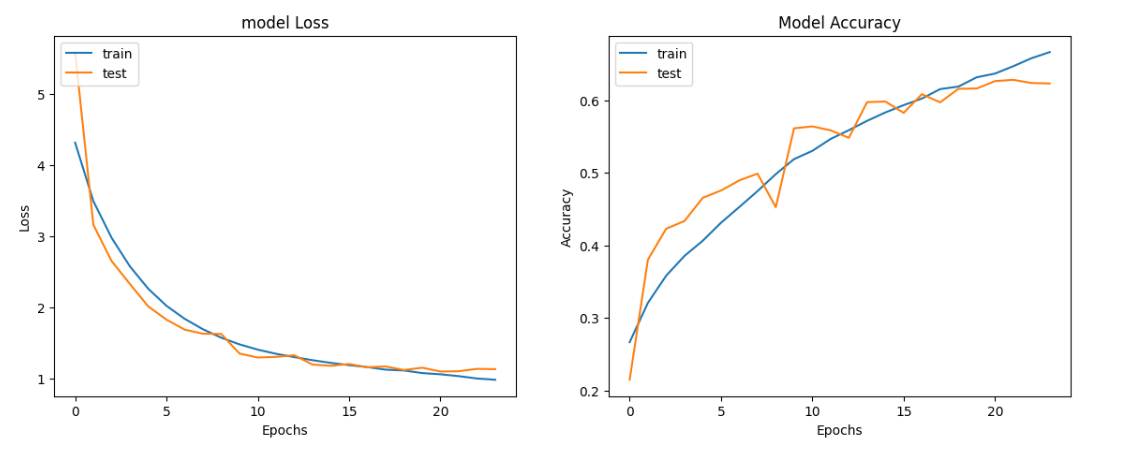 model Loss
train
test
5
4
3
2
1
Loss
0 5 10 15 20
Epochs
Model Accuracy
train
test
0.6
0.5
0.4
0.3
0.2
Accuracy
0 5 10 15 20
Epochs